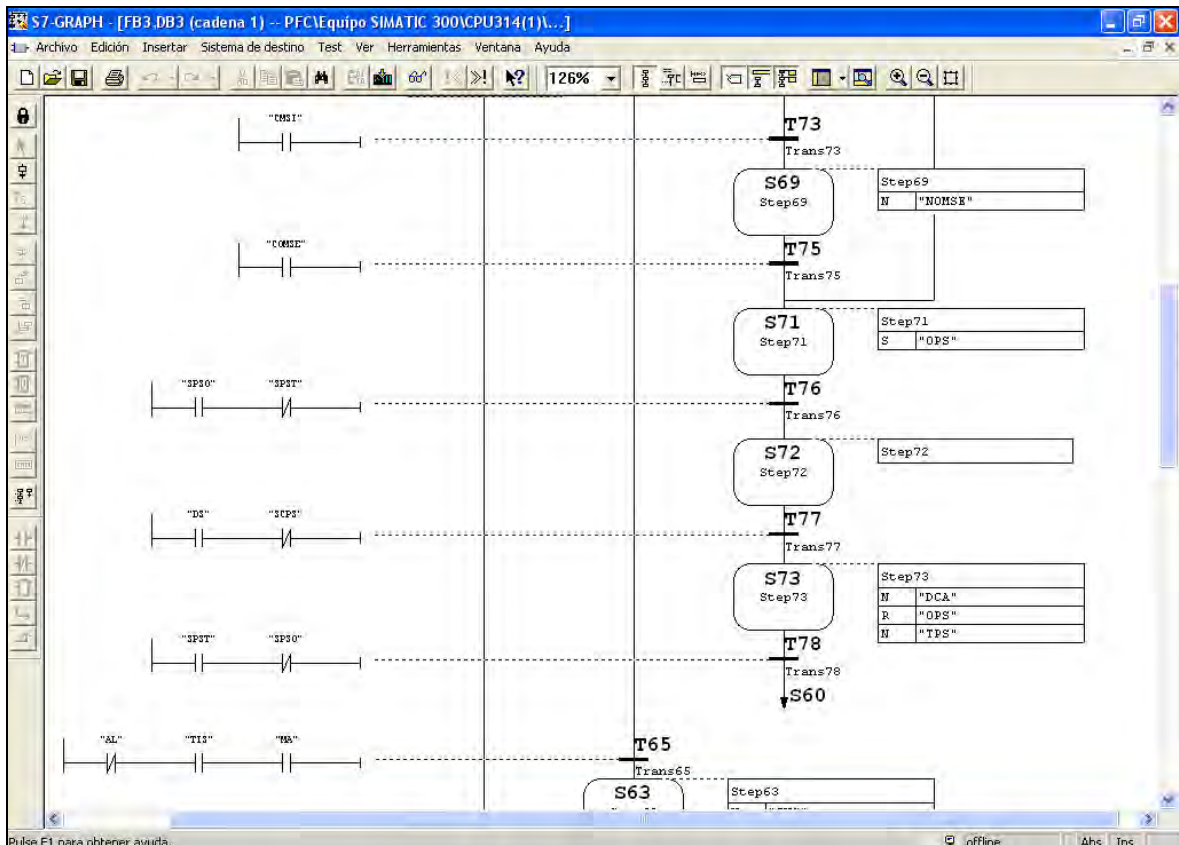 S7-GRAPH - [FB3.DB3 (cadena 1) -- PFC\Equipo SIMATIC 300\CPU314(1)\...]
Archivo Edición Insertar Sistema de destino Test Ver Herramientas Ventana Ayuda
126%
"CMSI"
T73
Trans73
S69
Step69
Step69
N "NOMSE"
"COMSE"
T75
Trans75
S71
Step71
Step71
S "OPS"
"SPSO" "SPST"
T76
Trans76
S72
Step72
Step72
"DS" "SCPS"
T77
Trans77
S73
Step73
Step73
N "DCA"
R "OPS"
N "TPS"
"SPST" "SPSO"
T78
Trans78
S60
"AL" "TIS" "MA"
T65
Trans65
S63
Step63
Pulse F1 para obtener ayuda.
offline
Abs
Ins